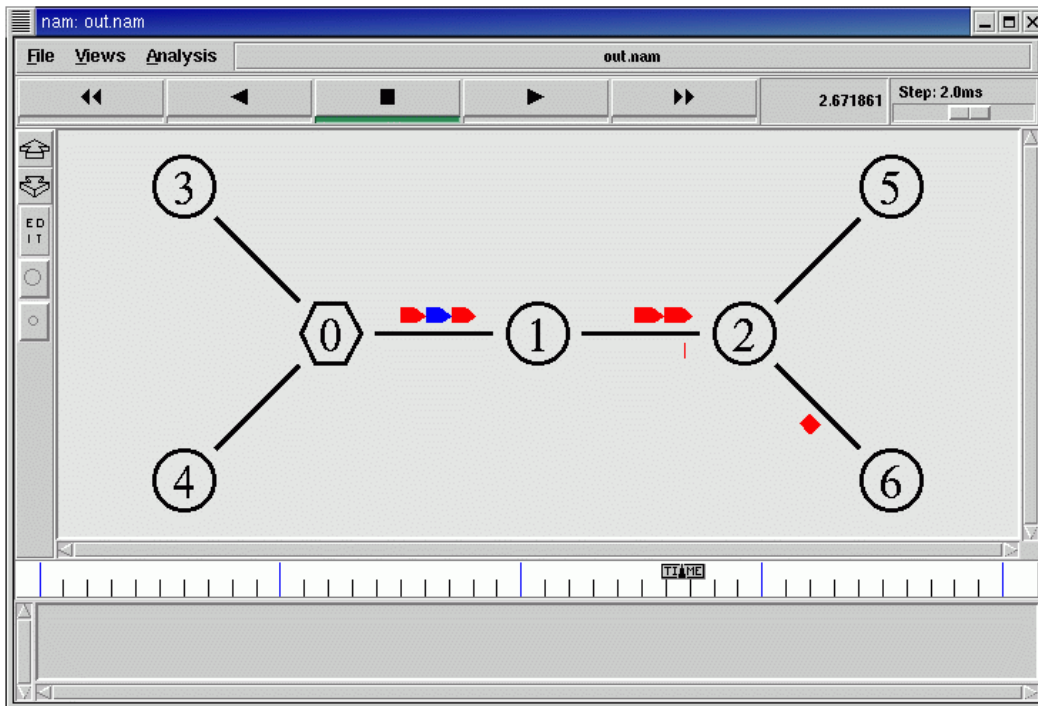 nam: out.nam
File Views Analysis out.nam
2.671861 Step: 2.0ms
3 5
ED
IT
0 1 2
4 6
TIME